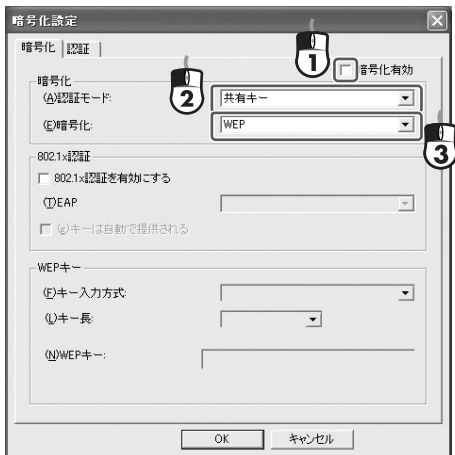 暗号化設定
暗号化 認証
1
暗号化有効
暗号化
2
(A)認証モード: 共有キー
(E)暗号化: WEP
3
802.1x認証
802.1x認証を有効にする
(T)EAP
(g)キーは自動で提供される
WEPキー
(F)キー入力方式:
(L)キー長:
(N)WEPキー:
OK キャンセル